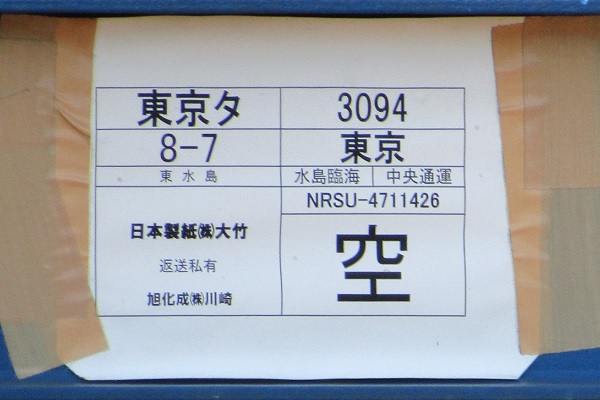 東京タ 3094
8-7 東京
東水島 水島臨海 中央通運
NRSU-4711426
日本製紙㈱大竹
空
返送私有
旭化成㈱川崎